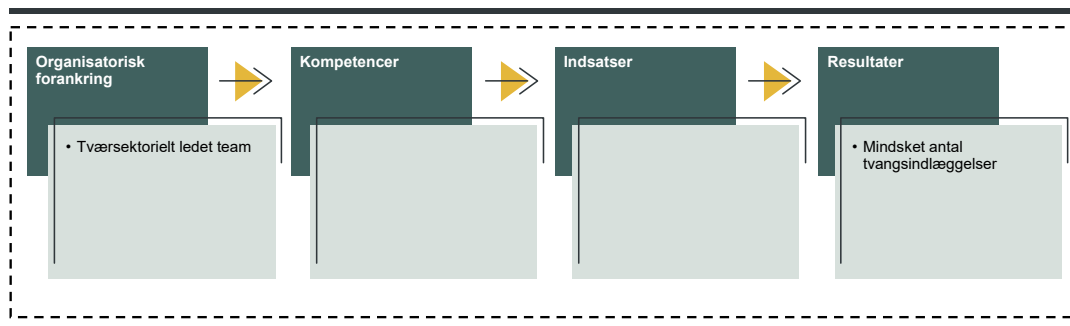 Organisatorisk
forankring
Kompetencer
Indsatser
Resultater
• Tværsektorielt ledet team
• Mindsket antal
tvangsindlæggelser